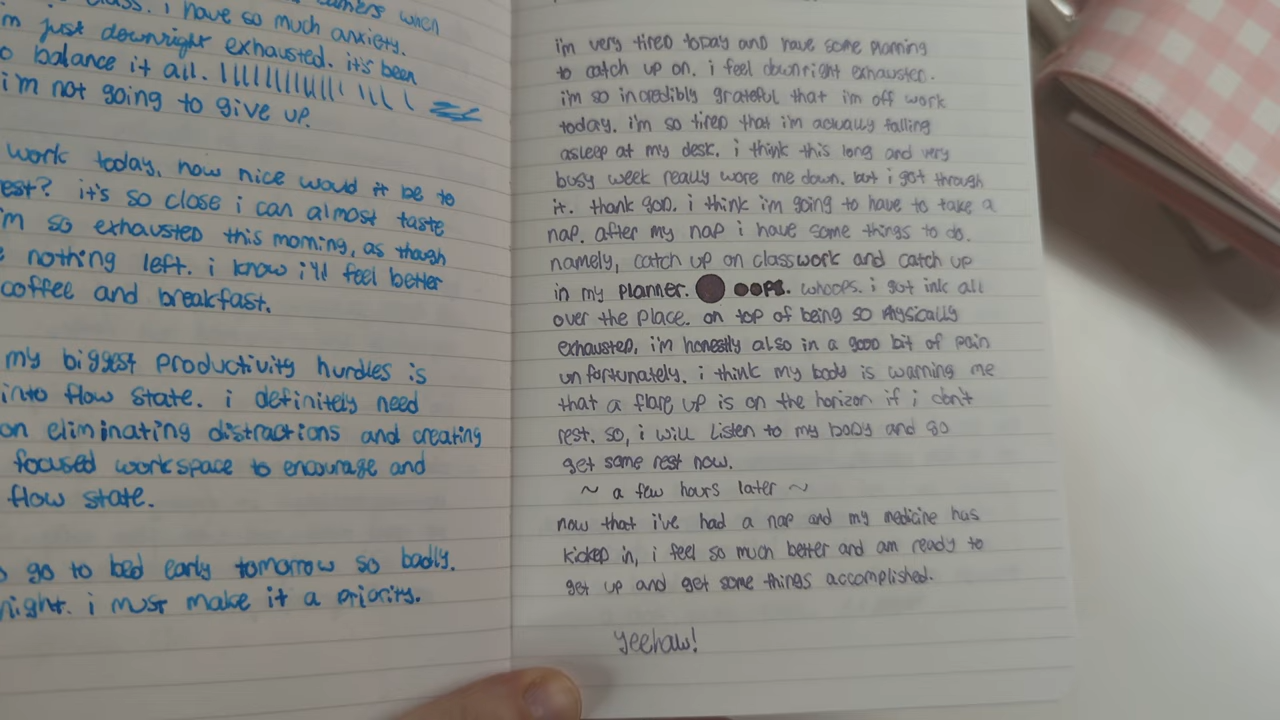 class. i have so much anxiety.
when
m just downright exhausted. it's been
o balance it all.
i'm not going to give up.
work today, how nice would it be to
est? it's so close i can almost taste
m so exhausted this morning, as though
nothing left. i know i'll feel better
coffee and breakfast.
my biggest productivity hurdles is
into flow state. i definitely need
on eliminating distractions and creating
focused workspace to encourage and
flow state.
go to bed early tomorrow so badly.
night. i must make it a priority.
i'm very tired today and have some planning
to catch up on. i feel downright exhausted.
i'm so incredibly grateful that i'm off work
today. i'm so tired that i'm actually falling
asleep at my desk. i think this long and very
busy week really wore me down. but i got through
it. thank god. i think i'm going to have to take a
nap. after my nap i have some things to do.
namely, catch up on classwork and catch up
in my planner. oops. whoops. i got ink all
over the place. on top of being so physically
exhausted, i'm honestly also in a good bit of pain
unfortunately. i think my body is warning me
that a flare up is on the horizon if i don't
rest. so, i will listen to my body and go
get some rest now.
~ a few hours later ~
now that i've had a nap and my medicine has
kicked in, i feel so much better and am ready to
get up and get some things accomplished.
yeehaw!